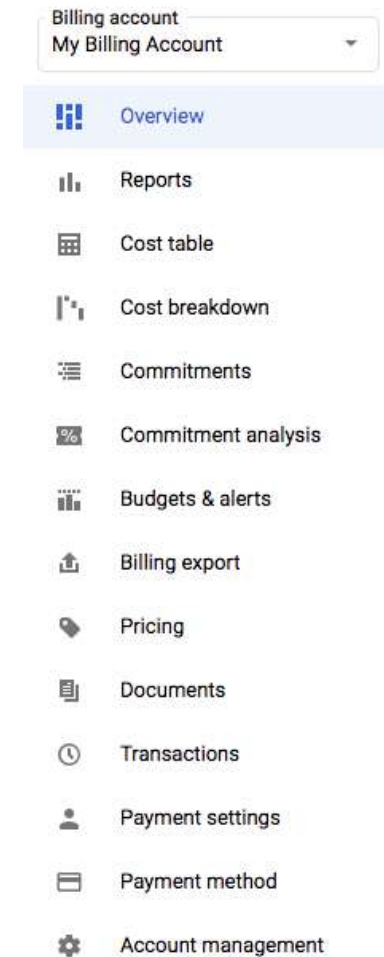 Billing account
My Billing Account
Overview
Reports
Cost table
Cost breakdown
Commitments
Commitment analysis
Budgets & alerts
Billing export
Pricing
Documents
Transactions
Payment settings
Payment method
Account management